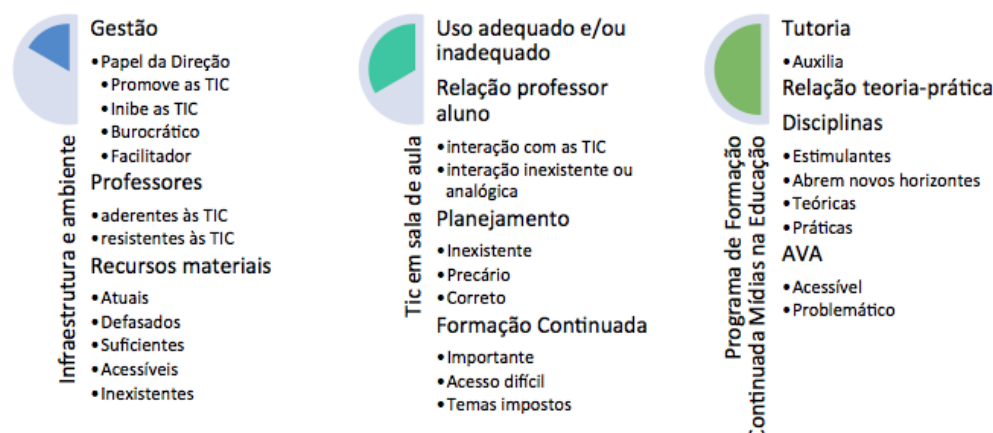 Infraestrutura e ambiente
Gestão
•Papel da Direção
•Promove as TIC
•Inibe as TIC
•Burocrático
•Facilitador
Professores
•aderentes às TIC
•resistentes às TIC
Recursos materiais
•Atuais
•Defasados
•Suficientes
•Acessíveis
•Inexistentes
Tic em sala de aula
Uso adequado e/ou
inadequado
Relação professor
aluno
•interação com as TIC
•interação inexistente ou
analógica
Planejamento
•Inexistente
•Precário
•Correto
Formação Continuada
•Importante
•Acesso difícil
•Temas impostos
Programa de Formação
Continuada Mídias na Educação
Tutoria
•Auxilia
Relação teoria-prática
Disciplinas
•Estimulantes
•Abrem novos horizontes
•Teóricas
•Práticas
AVA
•Acessível
•Problemático